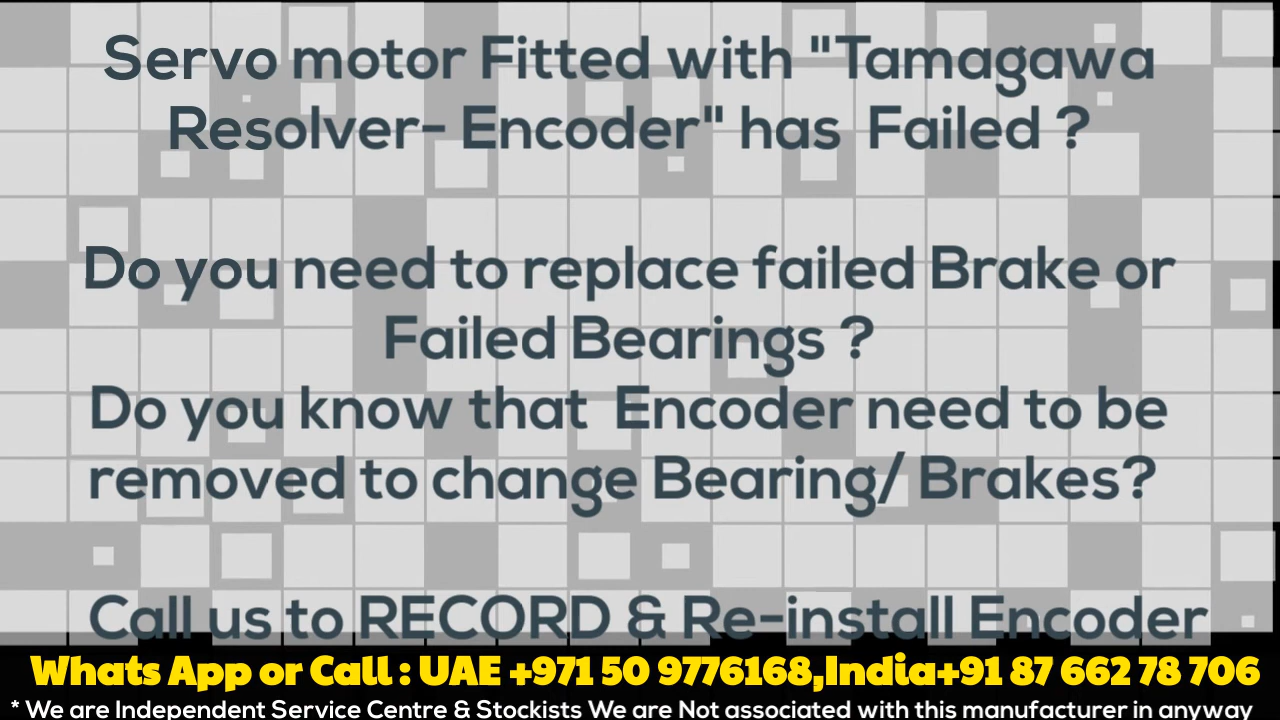 Servo motor Fitted with "Tamagawa
Resolver- Encoder" has Failed ?
Do you need to replace failed Brake or
Failed Bearings ?
Do you know that Encoder need to be
removed to change Bearing/ Brakes?
Call us to RECORD & Re-install Encoder
Whats App or Call : UAE +971 50 9776168,India+91 87 662 78 706
* We are Independent Service Centre & Stockists We are Not associated with this manufacturer in anyway